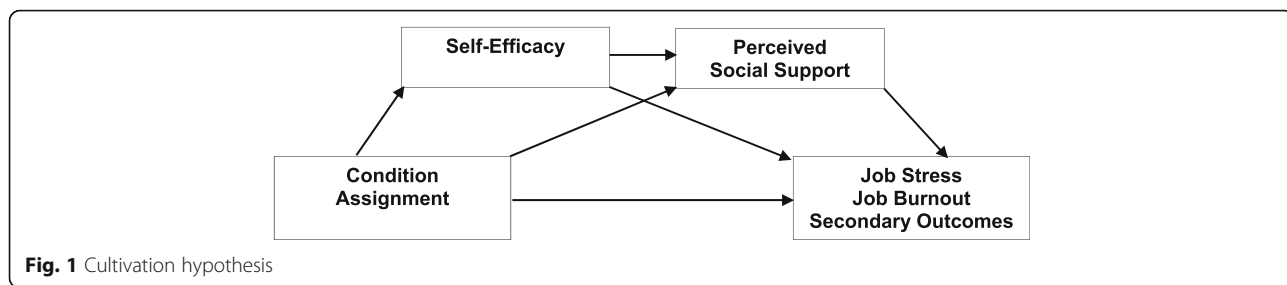 Self-Efficacy
Perceived
Social Support
Condition
Assignment
Job Stress
Job Burnout
Secondary Outcomes
Fig. 1 Cultivation hypothesis